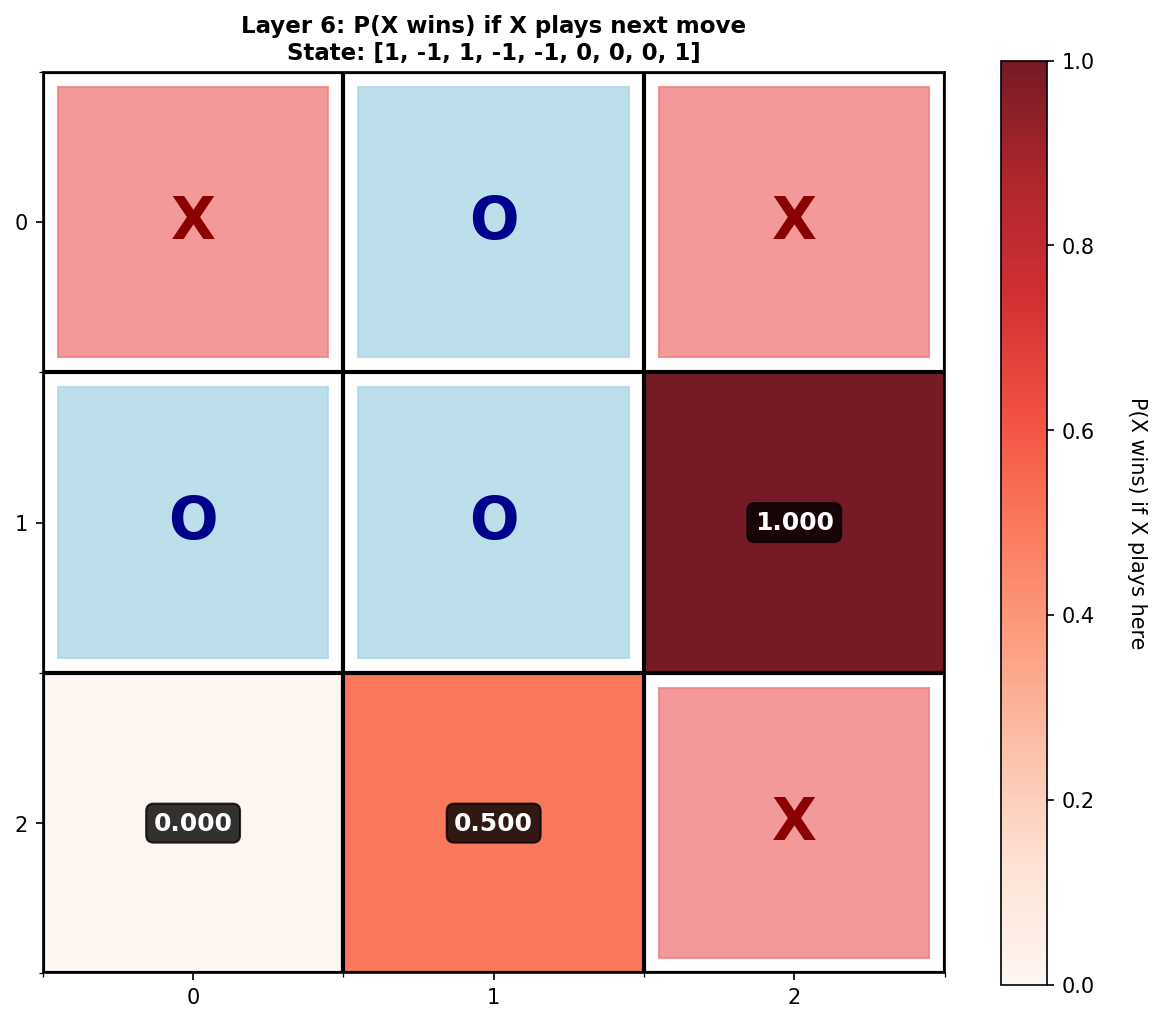 Layer 6: P(X wins) if X plays next move
State: [1, -1, 1, -1, -1, 0, 0, 0, 1]
X O X
O O 1.000
0.000 0.500 X
0
1
2
0 1 2
1.0
0.8
0.6
0.4
0.2
0.0
P(X wins) if X plays here